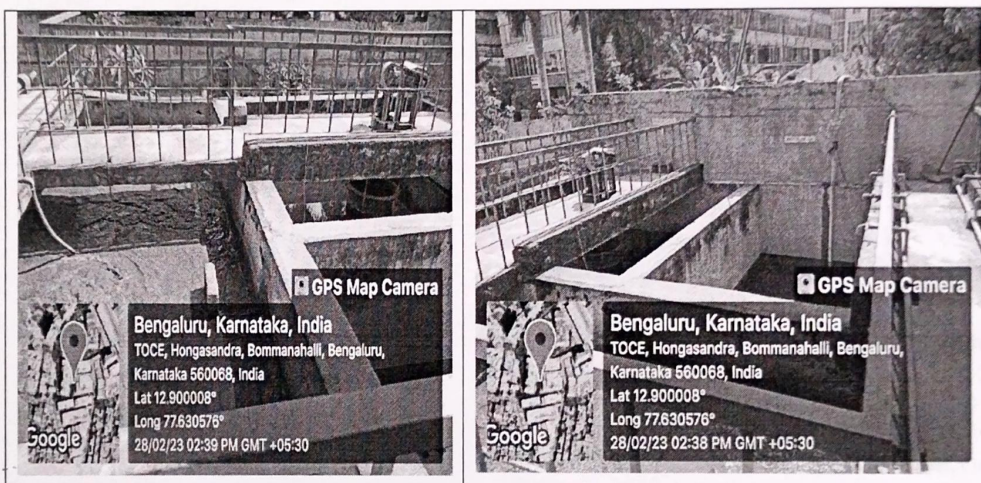 GPS Map Camera
Bengaluru, Karnataka, India
TOCE, Hongasandra, Bommanahalli, Bengaluru,
Karnataka 560068, India
Lat 12.900008°
Long 77.630576°
28/02/23 02:39 PM GMT +05:30
Google
GPS Map Camera
Bengaluru, Karnataka, India
TOCE, Hongasandra, Bommanahalli, Bengaluru,
Karnataka 560068, India
Lat 12.900008°
Long 77.630576°
28/02/23 02:38 PM GMT +05:30
Google